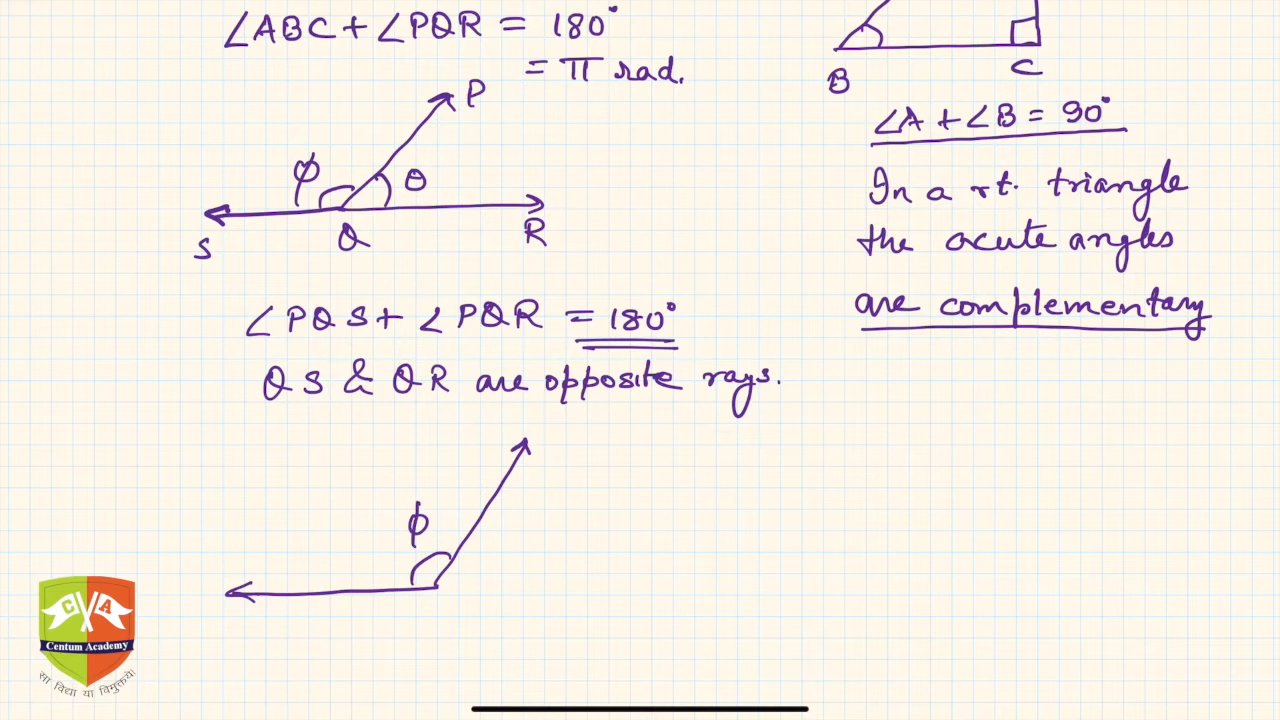 ∠ABC + ∠PQR = 180°
= π rad.
P
φ
θ
S
Q
R
∠PQS + ∠PQR = 180°
QS & QR are opposite rays.
φ
B
C
∠A + ∠B = 90°
In a rt. triangle
the acute angles
are complementary
C A
Centum Academy
सा विद्या या विमुक्तये।